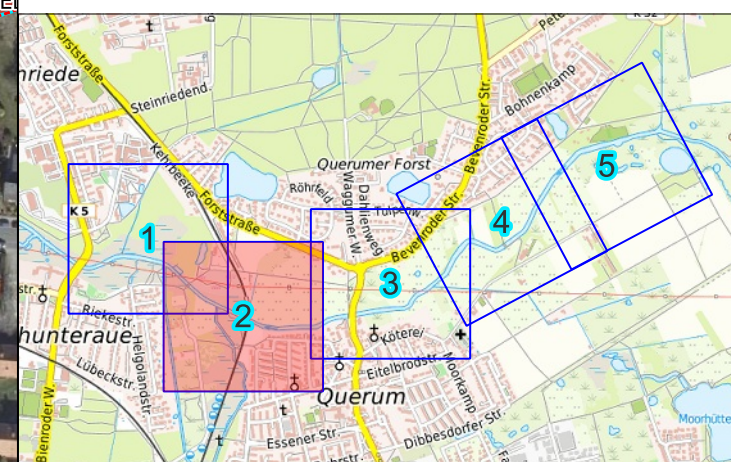 Forststraße
nriede
Steinriedend.
K 52
Bohnenkamp
Bevenroder Str.
Kehrbeeke
Querumer Forst
Röhrfeld
Forststraße
Waggumer W.
Dahlienweg
Tulpenw.
Bevenroder Str.
K 5
1
2
3
4
5
str.
Riekestr.
hunteraue
Helgolandstr
Lübeckstr.
Bienroder W.
Köterei
Eitelbrodstr.
Moorkamp
Querum
Essener Str.
Dibbesdorfer Str.
Moorhütte